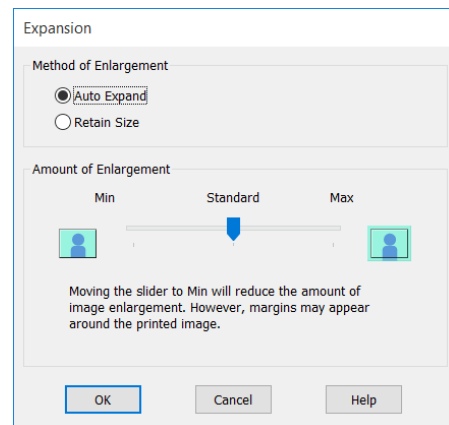 Expansion
Method of Enlargement
Auto Expand
Retain Size
Amount of Enlargement
Min Standard Max
Moving the slider to Min will reduce the amount of
image enlargement. However, margins may appear
around the printed image.
OK Cancel Help